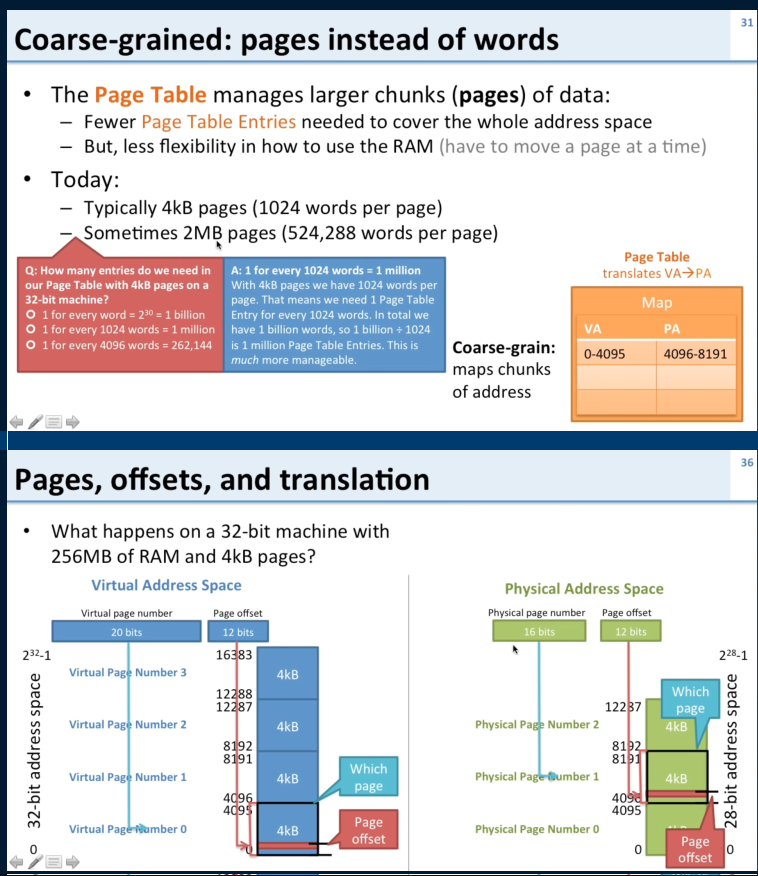 31
Coarse-grained: pages instead of words
• The Page Table manages larger chunks (pages) of data:
– Fewer Page Table Entries needed to cover the whole address space
– But, less flexibility in how to use the RAM (have to move a page at a time)
• Today:
– Typically 4kB pages (1024 words per page)
– Sometimes 2MB pages (524,288 words per page)
Q: How many entries do we need in
our Page Table with 4kB pages on a
32-bit machine?
1 for every word = 2³⁰ = 1 billion
1 for every 1024 words = 1 million
1 for every 4096 words = 262,144
A: 1 for every 1024 words = 1 million
With 4kB pages we have 1024 words per
page. That means we need 1 Page Table
Entry for every 1024 words. In total we
have 1 billion words, so 1 billion ÷ 1024
is 1 million Page Table Entries. This is
much more manageable.
Coarse-grain:
maps chunks
of address
Page Table
translates VA→PA
Map
VA PA
0-4095 4096-8191
36
Pages, offsets, and translation
• What happens on a 32-bit machine with
256MB of RAM and 4kB pages?
Virtual Address Space
Virtual page number Page offset
20 bits 12 bits
2³²-1
32-bit address space
0
16383
Virtual Page Number 3
4kB
12288
12287
Virtual Page Number 2
4kB
8192
8191
Virtual Page Number 1
4kB
Which
page
4096
4095
Virtual Page Number 0
4kB
Page
offset
0
Physical Address Space
Physical page number Page offset
16 bits 12 bits
2²⁸-1
28-bit address space
0
Which
page
12287
Physical Page Number 2
4kB
8192
8191
Physical Page Number 1
4kB
4096
4095
Physical Page Number 0
0
Page
offset